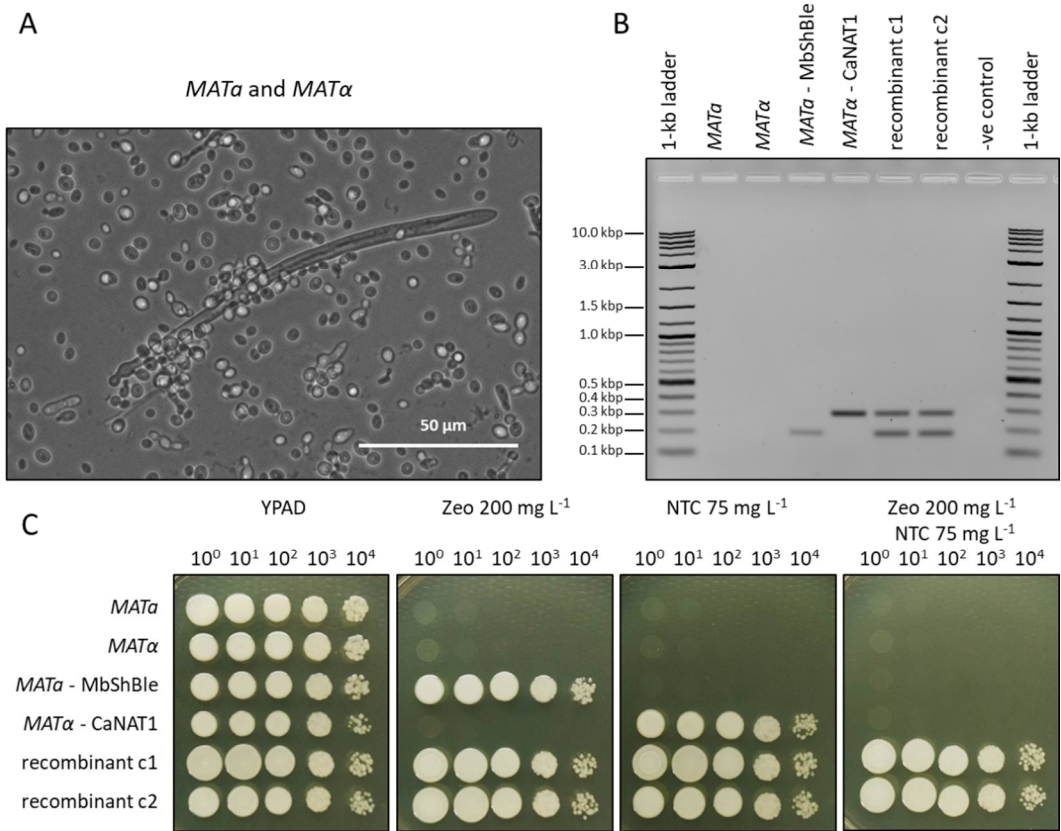 A
MATa and MATα
50 µm
B
1-kb ladder
MATa
MATα
MATa - MbShBle
MATα - CaNAT1
recombinant c1
recombinant c2
-ve control
1-kb ladder
10.0 kbp
3.0 kbp
1.5 kbp
1.0 kbp
0.5 kbp
0.4 kbp
0.3 kbp
0.2 kbp
0.1 kbp
C
YPAD
Zeo 200 mg L⁻¹
NTC 75 mg L⁻¹
Zeo 200 mg L⁻¹
NTC 75 mg L⁻¹
10⁰ 10¹ 10² 10³ 10⁴
10⁰ 10¹ 10² 10³ 10⁴
10⁰ 10¹ 10² 10³ 10⁴
10⁰ 10¹ 10² 10³ 10⁴
MATa
MATα
MATa - MbShBle
MATα - CaNAT1
recombinant c1
recombinant c2